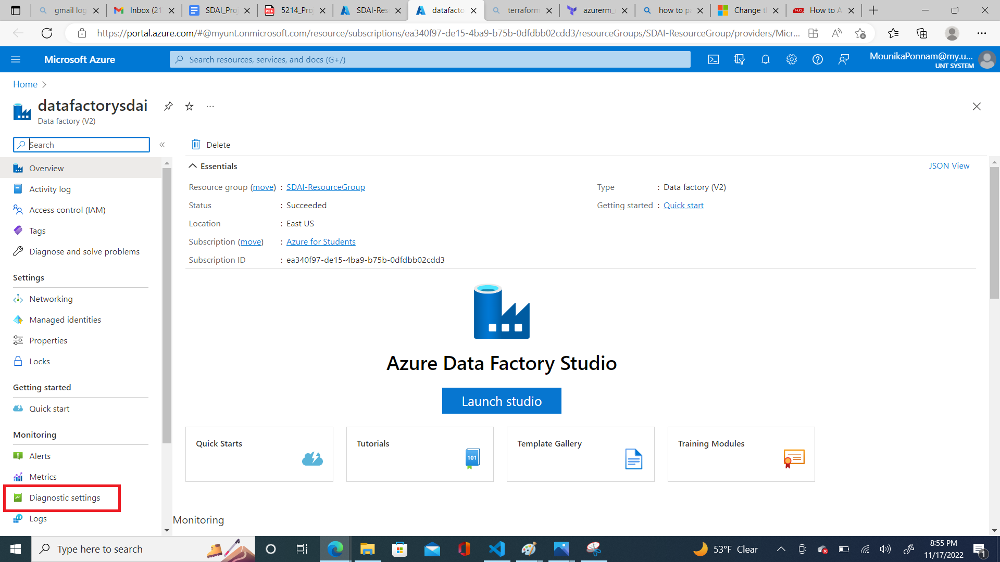 gmail log
Inbox (21
SDAI_Proj
5214_Proj
SDAI-Res
datafacto
terraform
azurerm_
how to p
Change t
How to A
https://portal.azure.com/#@myunt.onmicrosoft.com/resource/subscriptions/ea340f97-de15-4ba9-b75b-0dfdbb02cdd3/resourceGroups/SDAI-ResourceGroup/providers/Micr...
Microsoft Azure
Search resources, services, and docs (G+/)
MounikaPonnam@my.u...
UNT SYSTEM
Home
datafactorysdai
Data factory (V2)
Search
Delete
Overview
Activity log
Access control (IAM)
Tags
Diagnose and solve problems
Settings
Networking
Managed identities
Properties
Locks
Getting started
Quick start
Monitoring
Alerts
Metrics
Diagnostic settings
Logs
Essentials
JSON View
Resource group (move) : SDAI-ResourceGroup
Status : Succeeded
Location : East US
Subscription (move) : Azure for Students
Subscription ID : ea340f97-de15-4ba9-b75b-0dfdbb02cdd3
Type : Data factory (V2)
Getting started : Quick start
Azure Data Factory Studio
Launch studio
Quick Starts
Tutorials
101
Template Gallery
Training Modules
Monitoring
Type here to search
53°F Clear
8:55 PM
11/17/2022
1